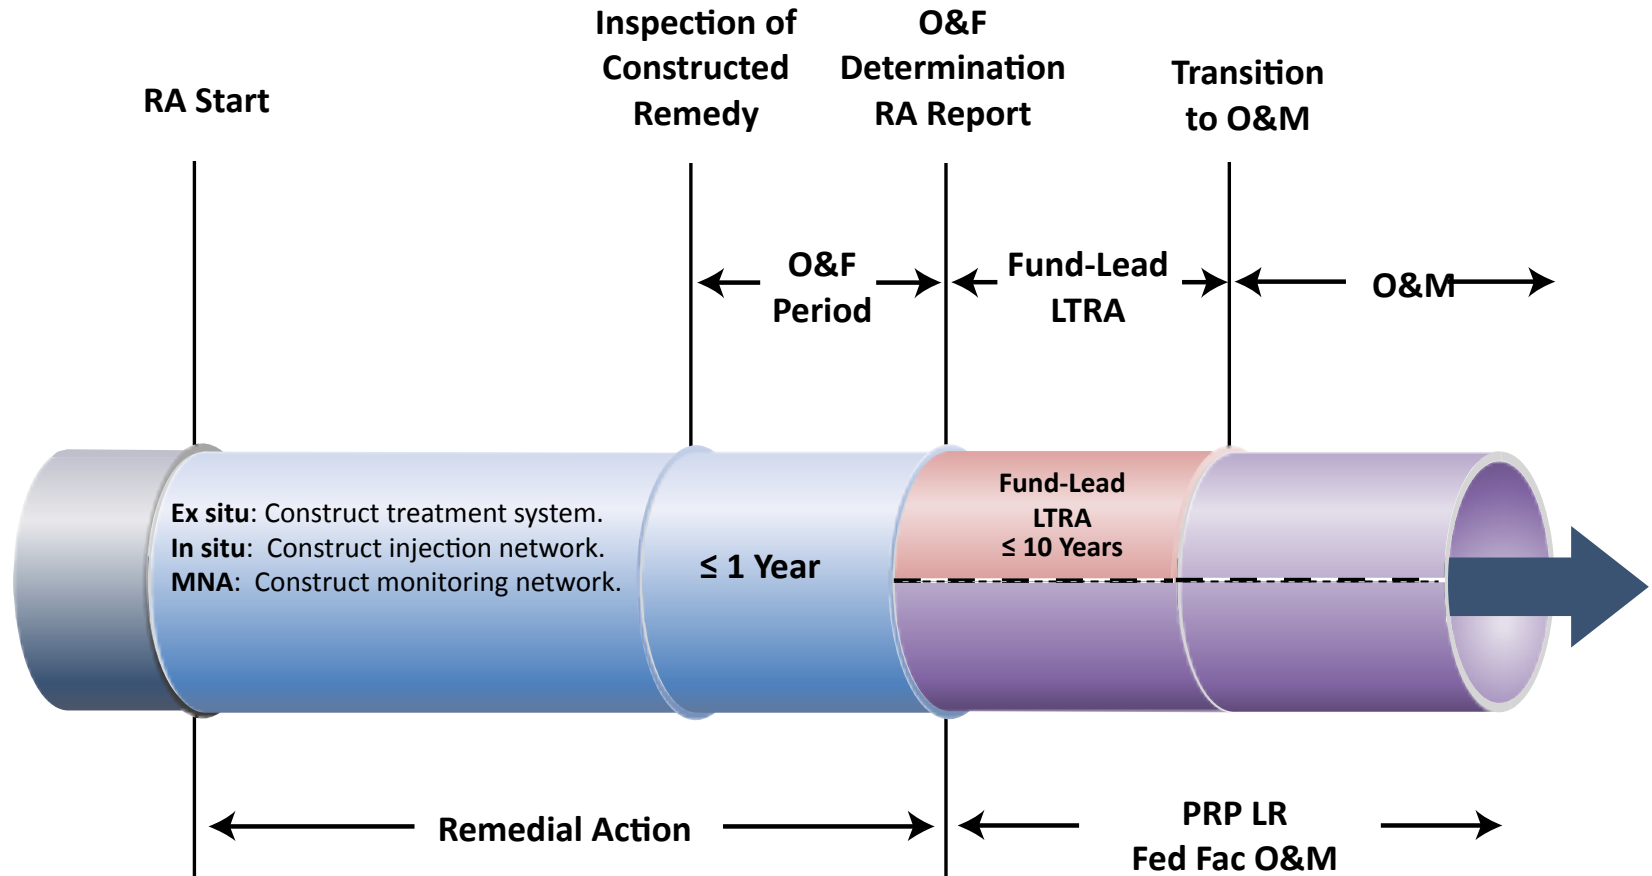 RA Start
Inspection of
Constructed
Remedy
O&F
Determination
RA Report
Transition
to O&M
O&F
Period
Fund-Lead
LTRA
O&M
Ex situ: Construct treatment system.
In situ: Construct injection network.
MNA: Construct monitoring network.
≤ 1 Year
Fund-Lead
LTRA
≤ 10 Years
Remedial Action
PRP LR
Fed Fac O&M